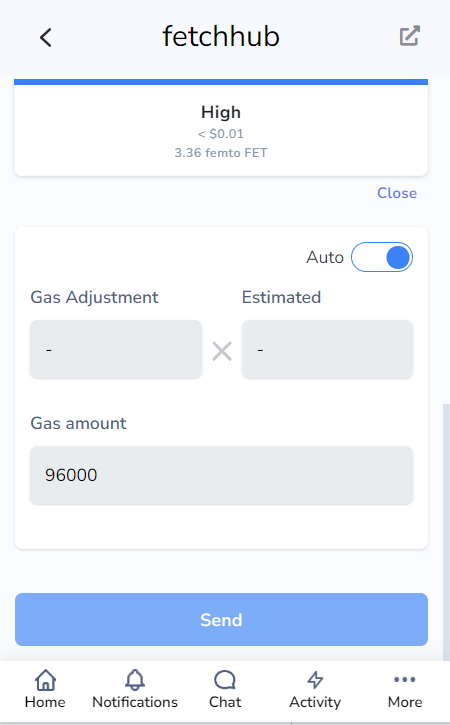 fetchhub
High
< $0.01
3.36 femto FET
Close
Auto
Gas Adjustment
Estimated
-
-
Gas amount
96000
Send
Home
Notifications
Chat
Activity
More